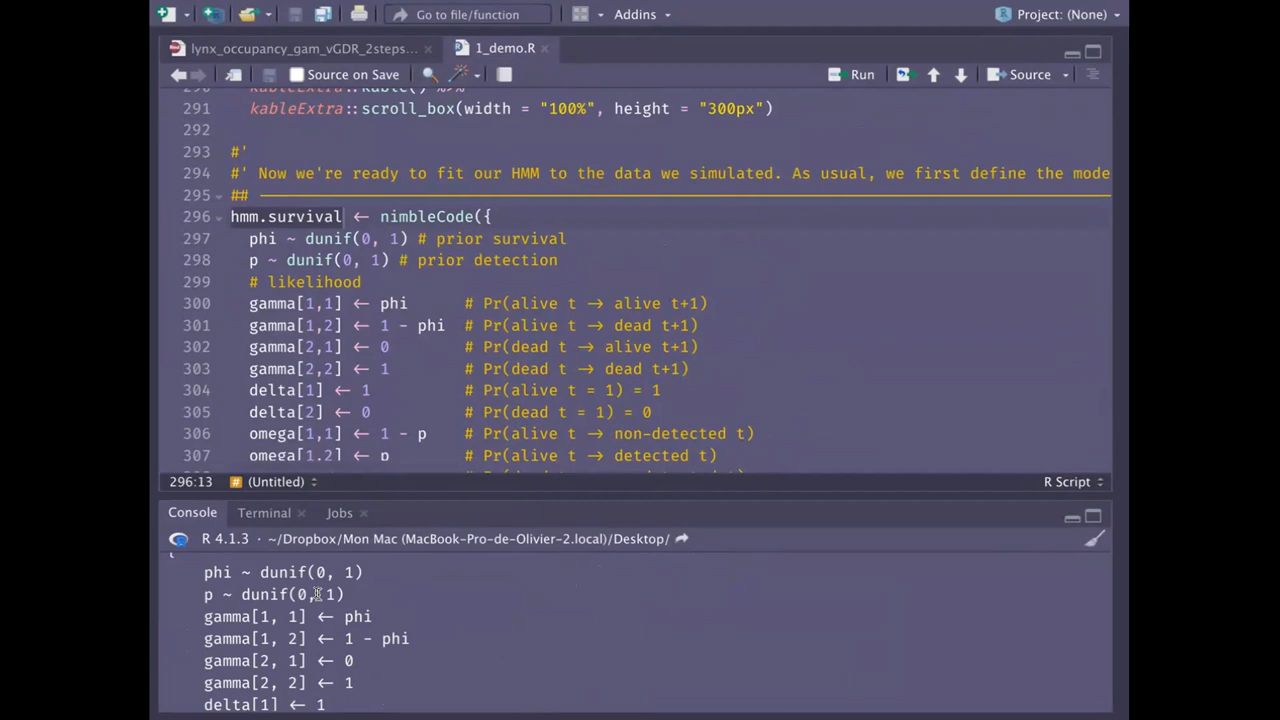 Go to file/function
Addins
Project: (None)
lynx_occupancy_gam_vGDR_2steps...
1_demo.R
Source on Save
Run
Source
291 kableExtra::scroll_box(width = "100%", height = "300px")
292
293 #'
294 #' Now we're ready to fit our HMM to the data we simulated. As usual, we first define the mode
295 ##
296 hmm.survival ← nimbleCode({
297 phi ~ dunif(0, 1) # prior survival
298 p ~ dunif(0, 1) # prior detection
299 # likelihood
300 gamma[1,1] ← phi # Pr(alive t → alive t+1)
301 gamma[1,2] ← 1 - phi # Pr(alive t → dead t+1)
302 gamma[2,1] ← 0 # Pr(dead t → alive t+1)
303 gamma[2,2] ← 1 # Pr(dead t → dead t+1)
304 delta[1] ← 1 # Pr(alive t = 1) = 1
305 delta[2] ← 0 # Pr(dead t = 1) = 0
306 omega[1,1] ← 1 - p # Pr(alive t → non-detected t)
307 omega[1,2] ← p # Pr(alive t → detected t)
296:13 # (Untitled) R Script
Console Terminal Jobs
R 4.1.3 · ~/Dropbox/Mon Mac (MacBook-Pro-de-Olivier-2.local)/Desktop/
phi ~ dunif(0, 1)
p ~ dunif(0, 1)
gamma[1, 1] ← phi
gamma[1, 2] ← 1 - phi
gamma[2, 1] ← 0
gamma[2, 2] ← 1
delta[1] ← 1